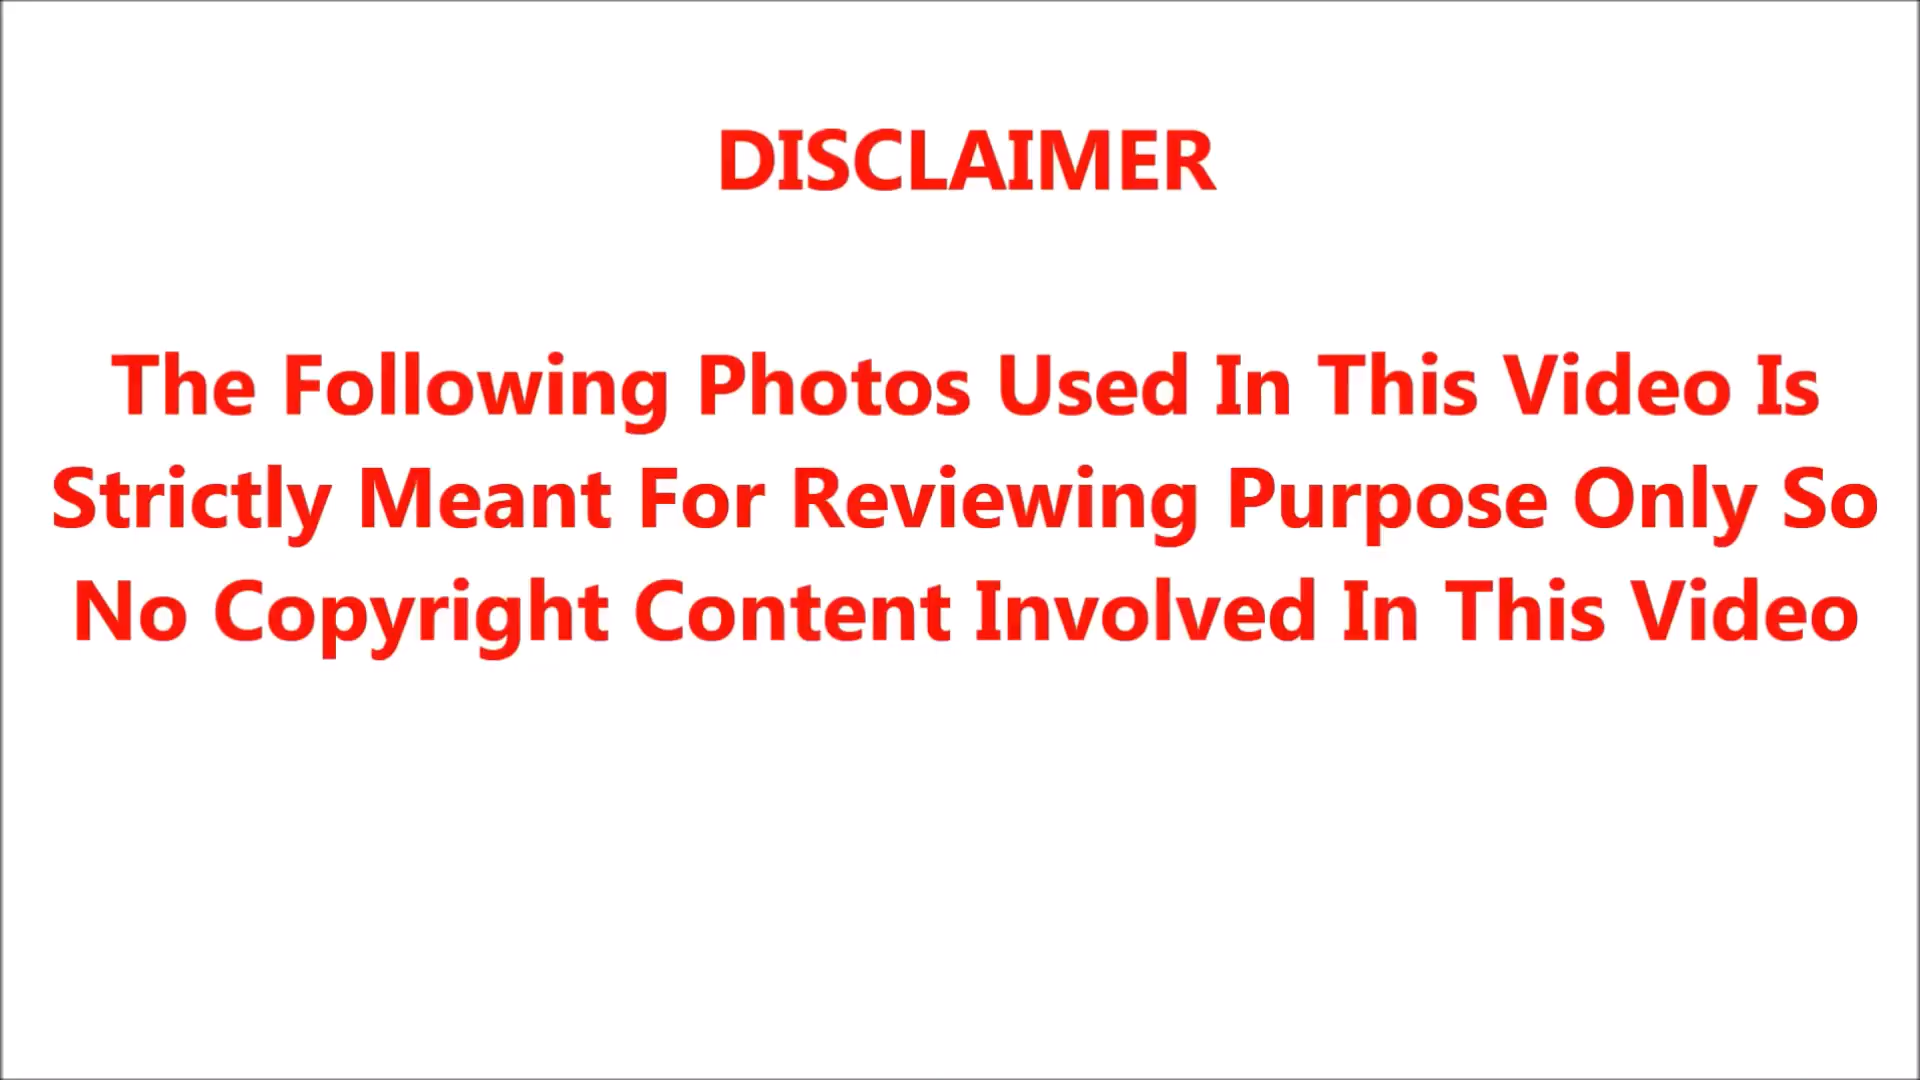 DISCLAIMER
The Following Photos Used In This Video Is
Strictly Meant For Reviewing Purpose Only So
No Copyright Content Involved In This Video